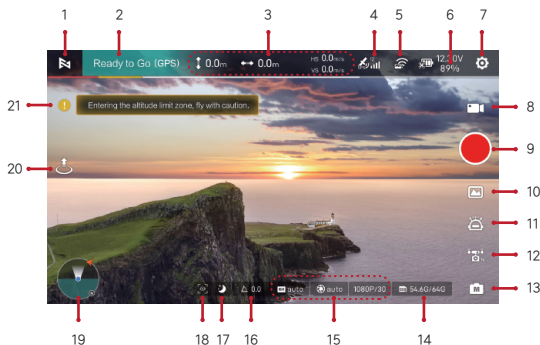 1 2 3 4 5 6 7
Ready to Go (GPS) 0.0m 0.0m HS 0.0m/s 12.20V
VS 0.0m/s 89%
21 Entering the altitude limit zone, fly with caution. 8
9
20
10
11
12
M 13
0.0 auto auto 1080P/30 54.6G/64G
19 18 17 16 15 14